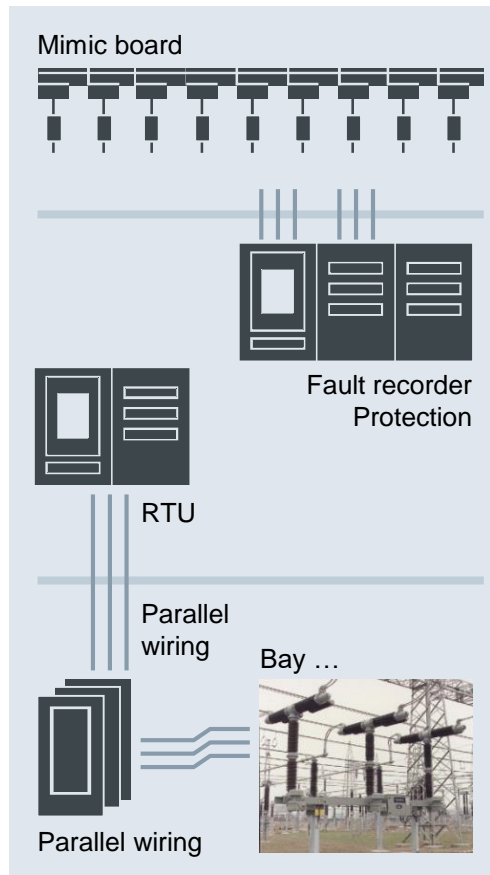 Mimic board
Fault recorder
Protection
RTU
Parallel
wiring
Bay …
Parallel wiring